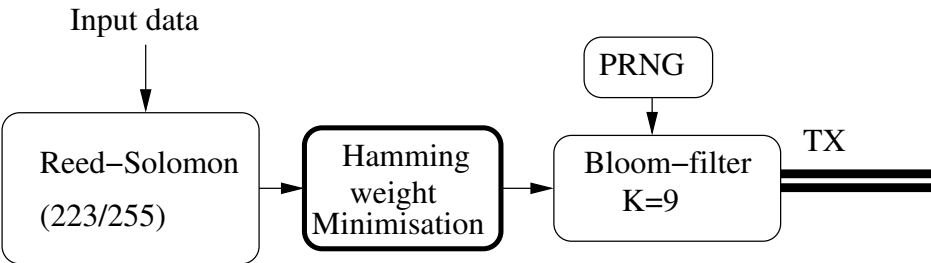 Input data
Reed−Solomon
(223/255)
Hamming
weight
Minimisation
PRNG
Bloom−filter
K=9
TX